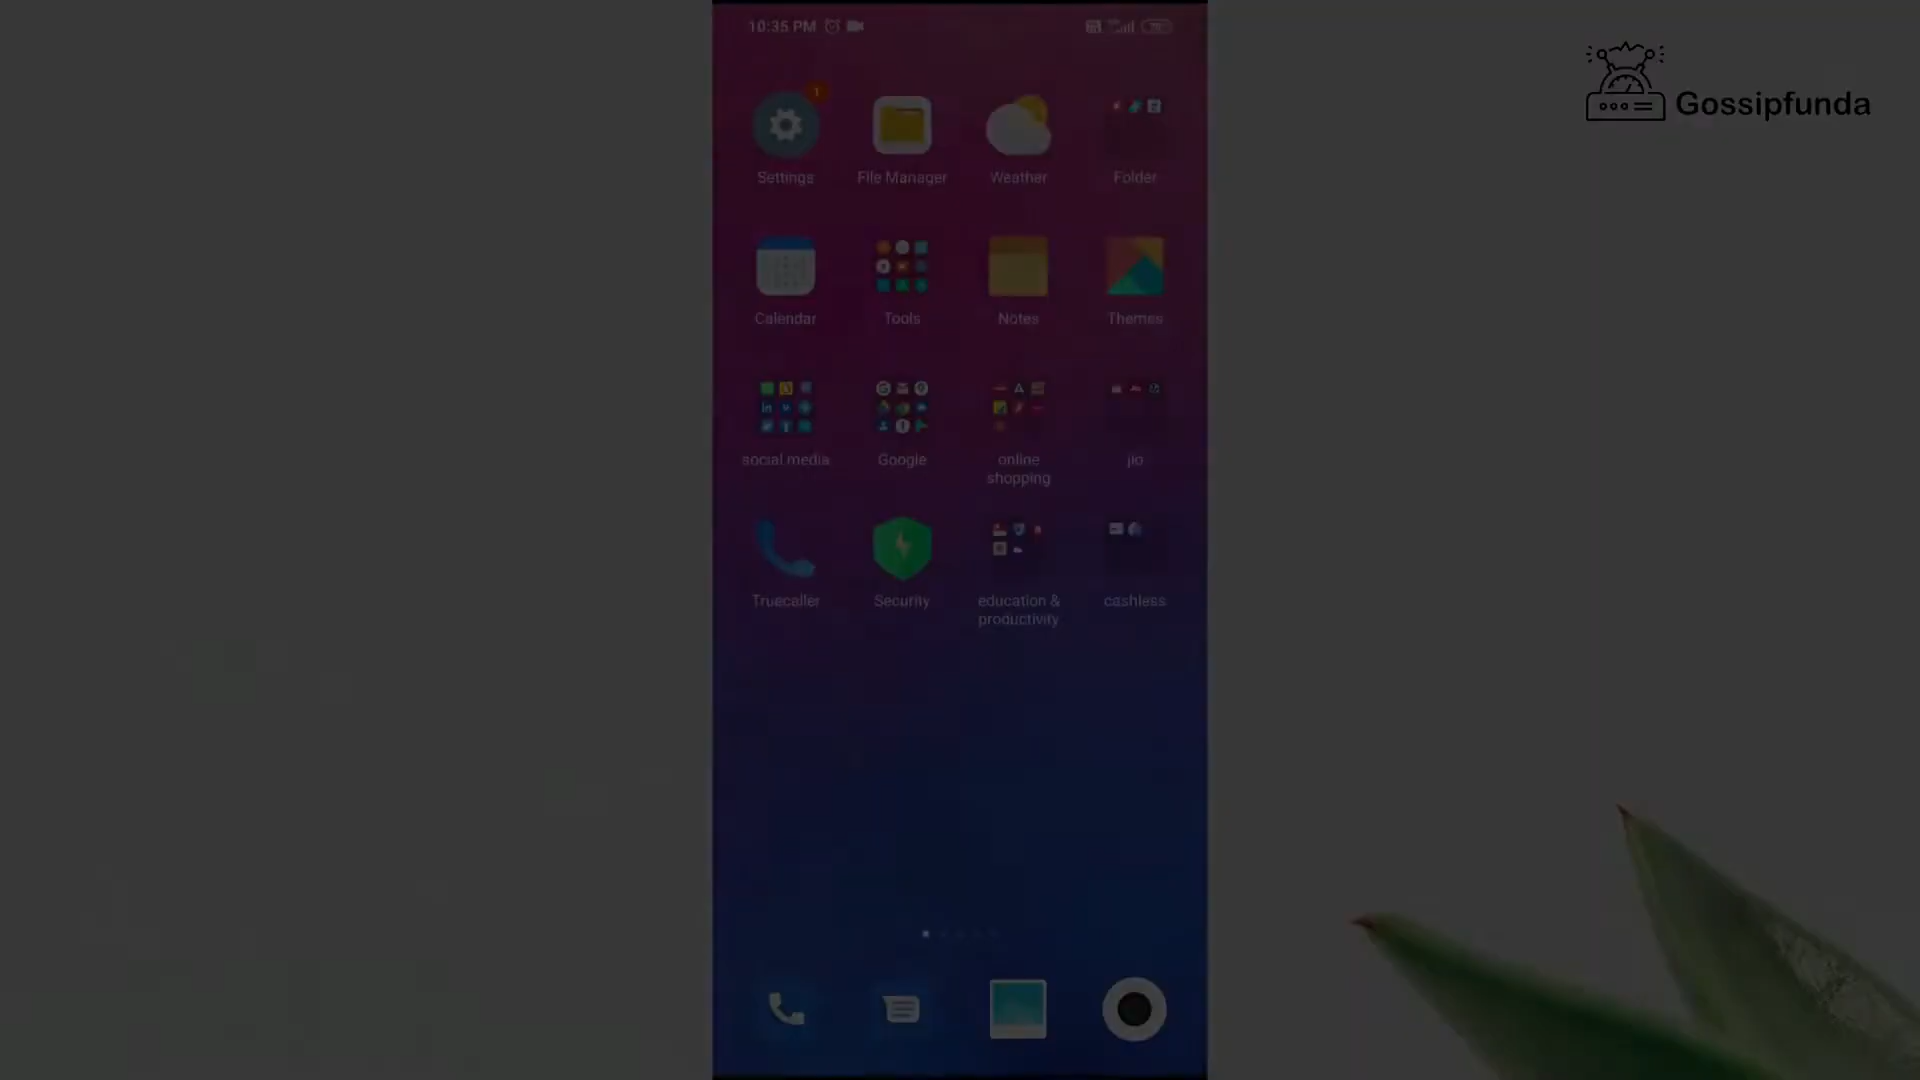 10:35 PM
Gossipfunda
1
Settings
File Manager
Weather
Folder
Calendar
Tools
Notes
Themes
social media
Google
online
shopping
jio
Truecaller
Security
education &
productivity
cashless